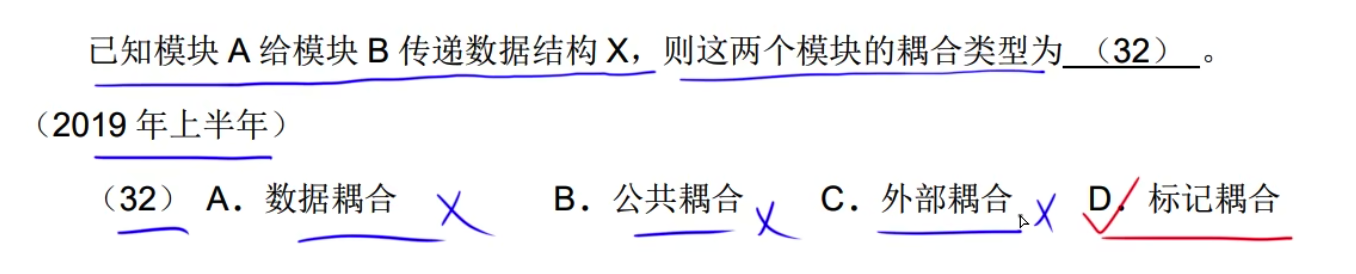 已知模块 A 给模块 B 传递数据结构 X，则这两个模块的耦合类型为 （32） 。
（2019 年上半年）
（32） A．数据耦合 B．公共耦合 C．外部耦合 D．标记耦合